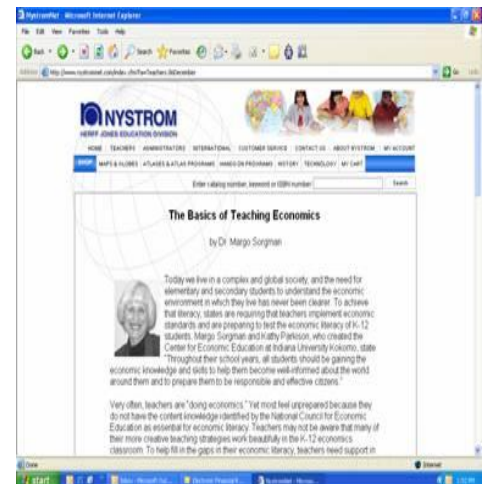 NystromNet - Microsoft Internet Explorer
File Edit View Favorites Tools Help
Back Search Favorites
Address
Go
NYSTROM
HERFF JONES EDUCATION DIVISION
HOME TEACHERS ADMINISTRATORS INTERNATIONAL CUSTOMER SERVICE CONTACT US ABOUT NYSTROM MY ACCOUNT
SHOP MAPS & GLOBES ATLASES & ATLAS PROGRAMS HANDS ON PROGRAMS HISTORY TECHNOLOGY MY CART
Enter catalog number, keyword or ISBN number: Search
The Basics of Teaching Economics
by Dr. Margo Sorgman
Today we live in a complex and global society, and the need for
elementary and secondary students to understand the economic
environment in which they live has never been clearer. To achieve
that literacy, states are requiring that teachers implement economic
standards and are preparing to test the economic literacy of K-12
students. Margo Sorgman and Kathy Parkison, who created the
Center for Economic Education at Indiana University Kokomo, state
"Throughout their school years, all students should be gaining the
economic knowledge and skills to help them become well-informed about the world
around them and to prepare them to be responsible and effective citizens."
Very often, teachers are "doing economics." Yet most feel unprepared because they
do not have the content knowledge identified by the National Council for Economic
Education as essential for economic literacy. Teachers may not be aware that many of
their more creative teaching strategies work beautifully in the K-12 economics
classroom. To help fill in the gaps in their economic literacy, teachers need support in
Done Internet
start